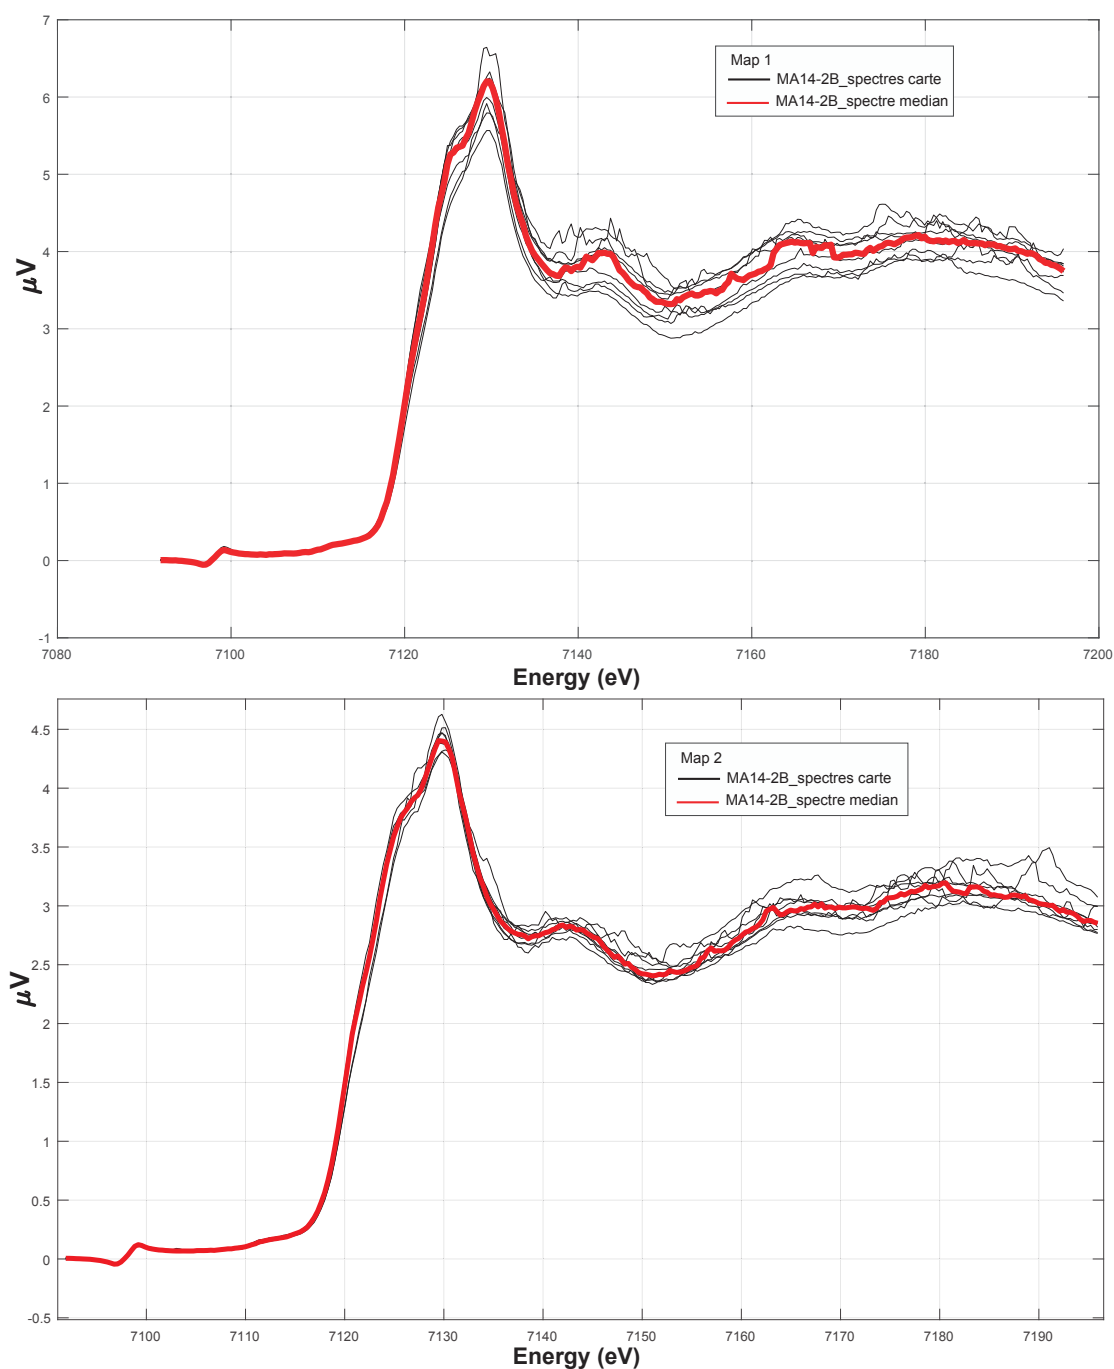 7
6
5
4
3
2
1
0
-1
μV
Map 1
MA14-2B_spectres carte
MA14-2B_spectre median
7080 7100 7120 7140 7160 7180 7200
Energy (eV)
4.5
4
3.5
3
2.5
2
1.5
1
0.5
0
-0.5
μV
Map 2
MA14-2B_spectres carte
MA14-2B_spectre median
7100 7110 7120 7130 7140 7150 7160 7170 7180 7190
Energy (eV)